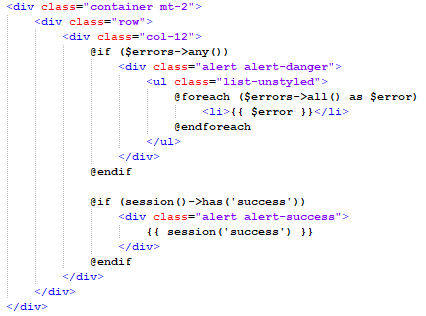 <div class="container mt-2">
    <div class="row">
        <div class="col-12">
            @if ($errors->any())
                <div class="alert alert-danger">
                    <ul class="list-unstyled">
                        @foreach ($errors->all() as $error)
                            <li>{{ $error }}</li>
                        @endforeach
                    </ul>
                </div>
            @endif

            @if (session()->has('success'))
                <div class="alert alert-success">
                    {{ session('success') }}
                </div>
            @endif
        </div>
    </div>
</div>